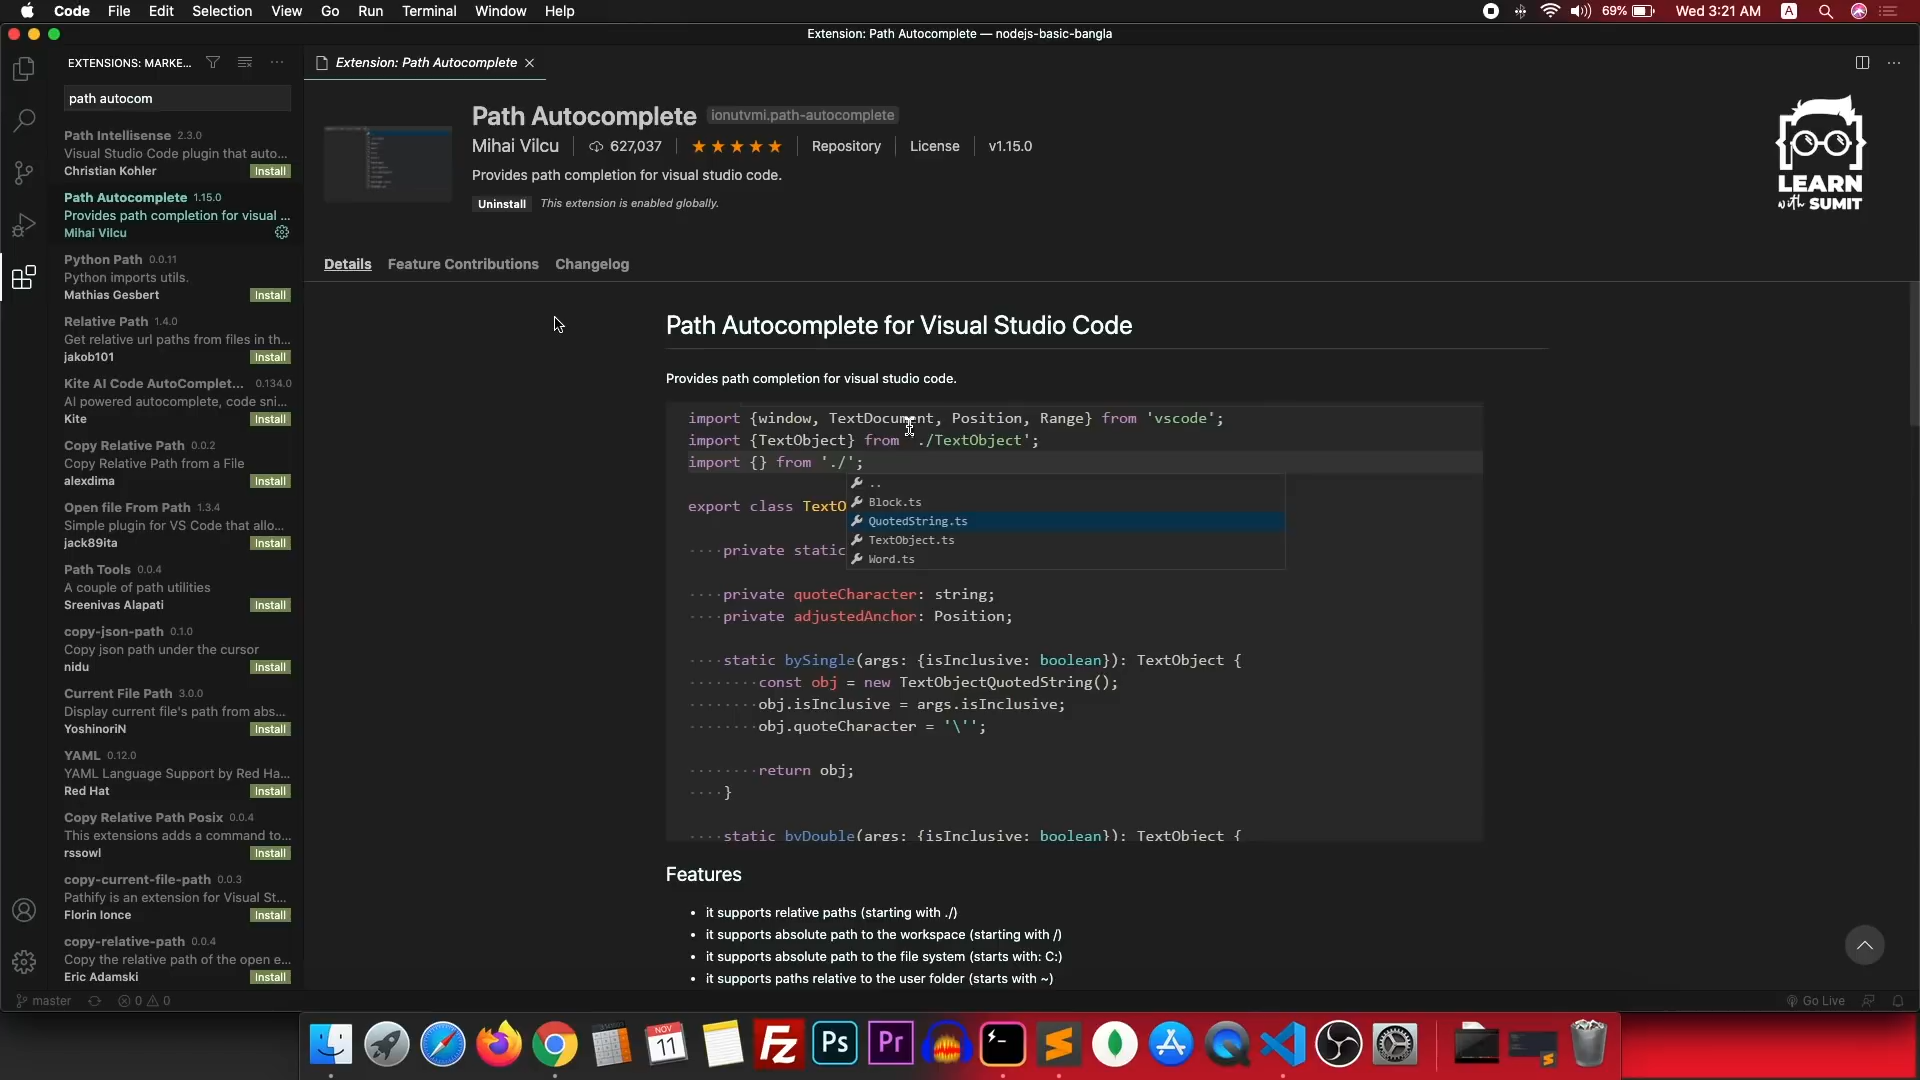 Code File Edit Selection View Go Run Terminal Window Help
69% Wed 3:21 AM A
Extension: Path Autocomplete — nodejs-basic-bangla
EXTENSIONS: MARKE...
Extension: Path Autocomplete
path autocom
Path Intellisense 2.3.0
Visual Studio Code plugin that auto...
Christian Kohler Install
Path Autocomplete 1.15.0
Provides path completion for visual ...
Mihai Vilcu
Python Path 0.0.11
Python imports utils.
Mathias Gesbert Install
Relative Path 1.4.0
Get relative url paths from files in th...
jakob101 Install
Kite AI Code AutoComplet... 0.134.0
AI powered autocomplete, code sni...
Kite Install
Copy Relative Path 0.0.2
Copy Relative Path from a File
alexdima Install
Open file From Path 1.3.4
Simple plugin for VS Code that allo...
jack89ita Install
Path Tools 0.0.4
A couple of path utilities
Sreenivas Alapati Install
copy-json-path 0.1.0
Copy json path under the cursor
nidu Install
Current File Path 3.0.0
Display current file's path from abs...
YoshinoriN Install
YAML 0.12.0
YAML Language Support by Red Ha...
Red Hat Install
Copy Relative Path Posix 0.0.4
This extensions adds a command to...
rssowl Install
copy-current-file-path 0.0.3
Pathify is an extension for Visual St...
Florin Ionce Install
copy-relative-path 0.0.4
Copy the relative path of the open e...
Eric Adamski Install
Path Autocomplete ionutvmi.path-autocomplete
Mihai Vilcu 627,037 Repository License v1.15.0
Provides path completion for visual studio code.
Uninstall This extension is enabled globally.
LEARN
with SUMIT
Details Feature Contributions Changelog
Path Autocomplete for Visual Studio Code
Provides path completion for visual studio code.
import {window, TextDocument, Position, Range} from 'vscode';
import {TextObject} from './TextObject';
import {} from './';
..
export class TextO
Block.ts
QuotedString.ts
TextObject.ts
Word.ts
····private static
····private quoteCharacter: string;
····private adjustedAnchor: Position;
····static bySingle(args: {isInclusive: boolean}): TextObject {
········const obj = new TextObjectQuotedString();
········obj.isInclusive = args.isInclusive;
········obj.quoteCharacter = '\'';
········return obj;
····}
····static byDouble(args: {isInclusive: boolean}): TextObject {
Features
• it supports relative paths (starting with ./)
• it supports absolute path to the workspace (starting with /)
• it supports absolute path to the file system (starts with: C:)
• it supports paths relative to the user folder (starts with ~)
master 0 0 Go Live
NOV
11
Fz Ps Pr